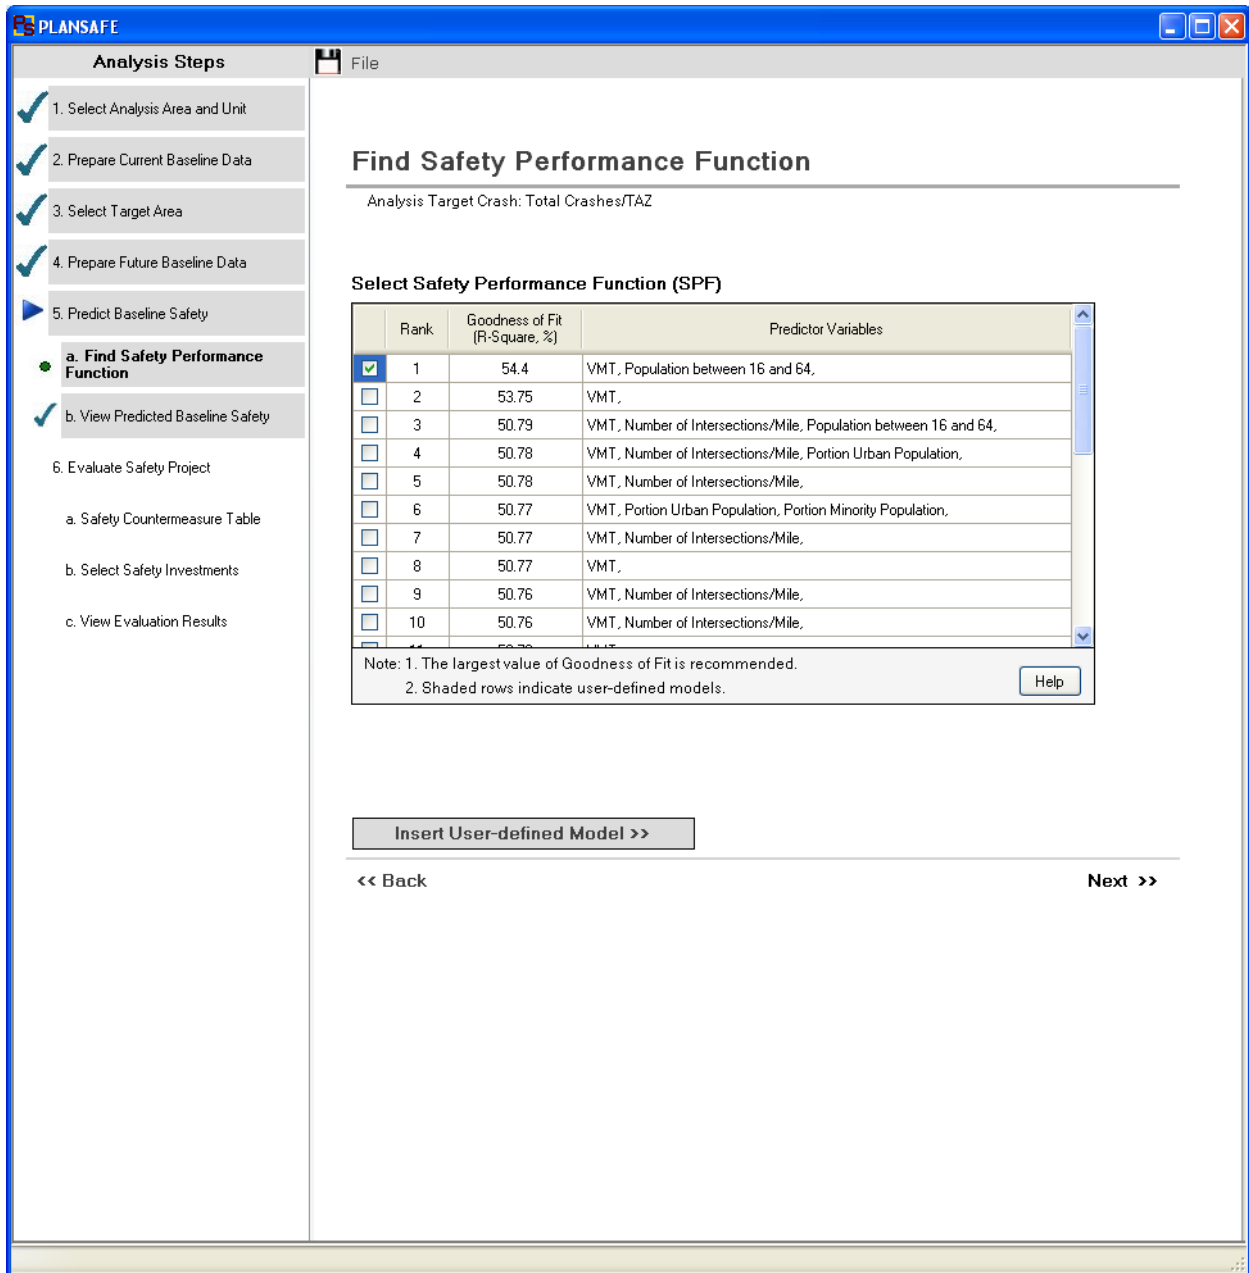 PLANSAFE
Analysis Steps
File
1. Select Analysis Area and Unit
2. Prepare Current Baseline Data
3. Select Target Area
4. Prepare Future Baseline Data
5. Predict Baseline Safety
a. Find Safety Performance
Function
b. View Predicted Baseline Safety
6. Evaluate Safety Project
a. Safety Countermeasure Table
b. Select Safety Investments
c. View Evaluation Results
Find Safety Performance Function
Analysis Target Crash: Total Crashes/TAZ
Select Safety Performance Function (SPF)
Rank Goodness of Fit (R-Square, %) Predictor Variables
1 54.4 VMT, Population between 16 and 64,
2 53.75 VMT,
3 50.79 VMT, Number of Intersections/Mile, Population between 16 and 64,
4 50.78 VMT, Number of Intersections/Mile, Portion Urban Population,
5 50.78 VMT, Number of Intersections/Mile,
6 50.77 VMT, Portion Urban Population, Portion Minority Population,
7 50.77 VMT, Number of Intersections/Mile,
8 50.77 VMT,
9 50.76 VMT, Number of Intersections/Mile,
10 50.76 VMT, Number of Intersections/Mile,
Note: 1. The largest value of Goodness of Fit is recommended.
2. Shaded rows indicate user-defined models.
Help
Insert User-defined Model >>
<< Back
Next >>